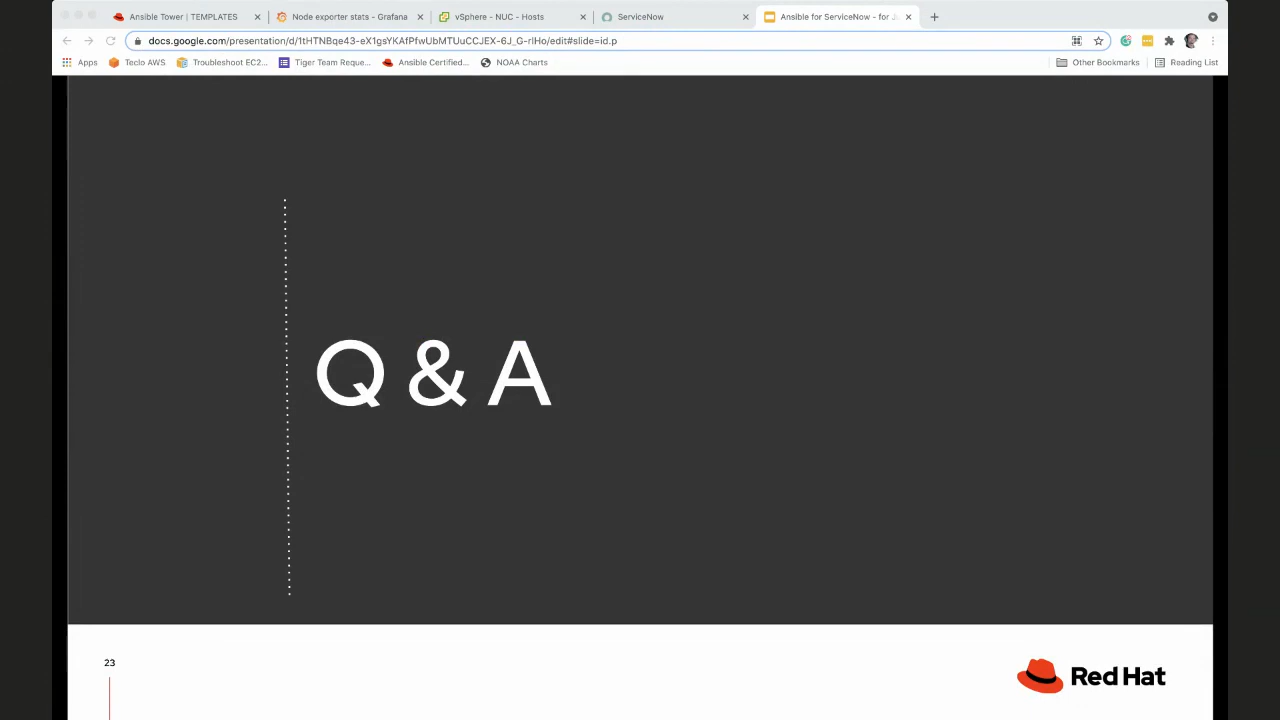 Ansible Tower | TEMPLATES
Node exporter stats - Grafana
vSphere - NUC - Hosts
ServiceNow
Ansible for ServiceNow - for J
docs.google.com/presentation/d/1tHTNBqe43-eX1gsYKAfPfwUbMTUuCCJEX-6J_G-rlHo/edit#slide=id.p
Apps
Teclo AWS
Troubleshoot EC2...
Tiger Team Reque...
Ansible Certified...
NOAA Charts
Other Bookmarks
Reading List
Q & A
23
Red Hat